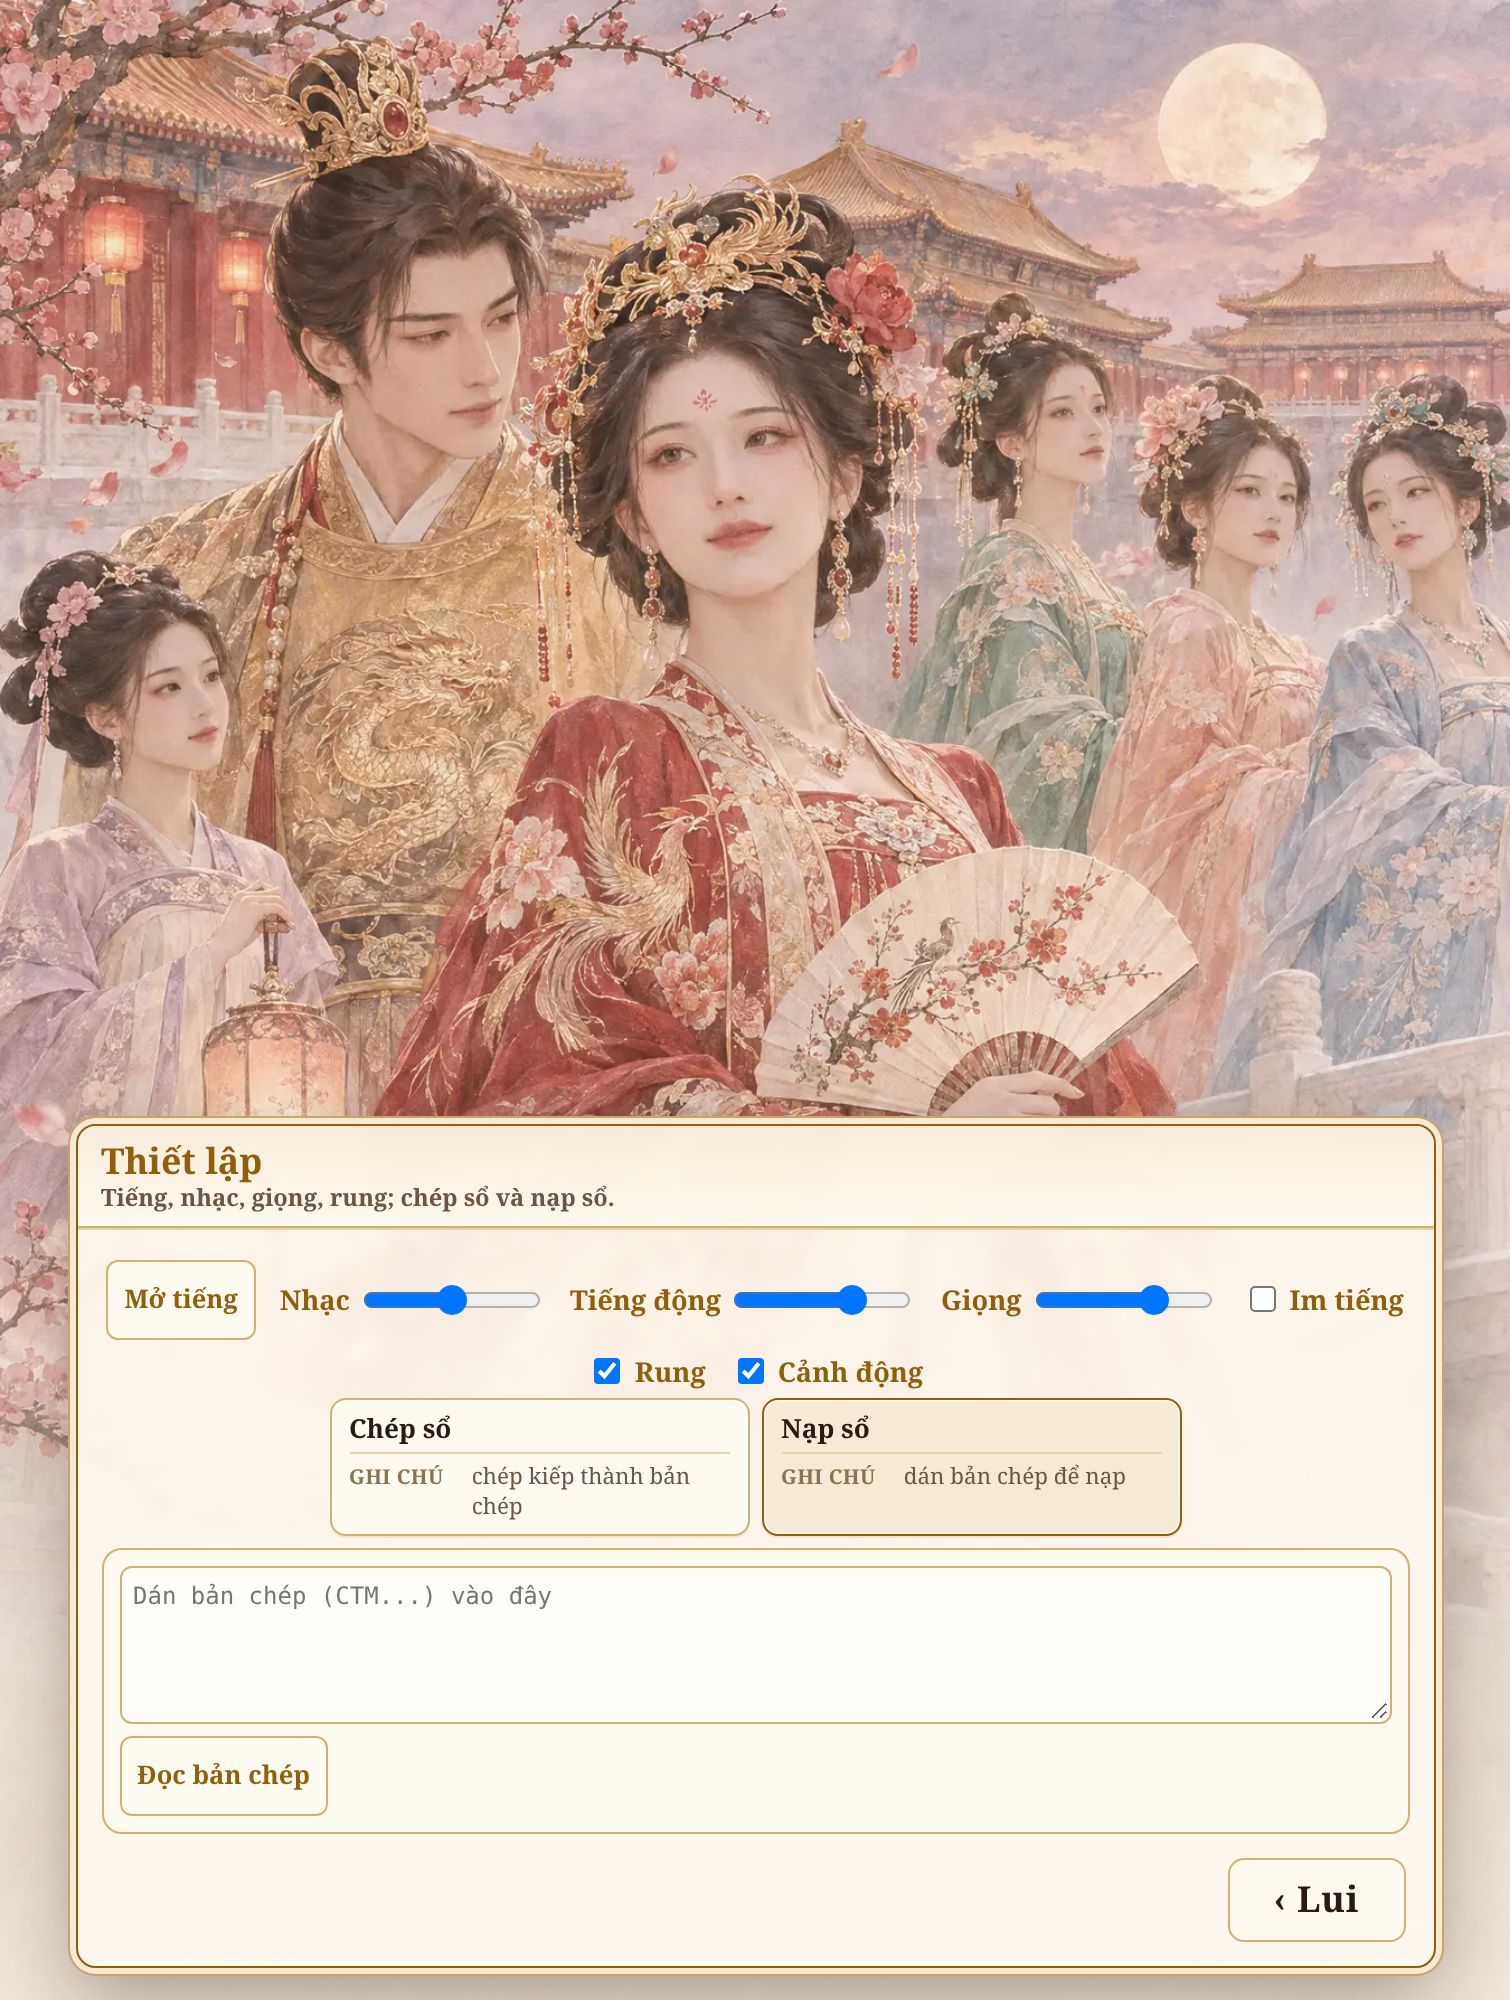 Thiết lập
Tiếng, nhạc, giọng, rung; chép sổ và nạp sổ.
Mở tiếng
Nhạc
Tiếng động
Giọng
Im tiếng
Rung
Cảnh động
Chép sổ
GHI CHÚ chép kiếp thành bản
chép
Nạp sổ
GHI CHÚ dán bản chép để nạp
Dán bản chép (CTM...) vào đây
Đọc bản chép
‹ Lui